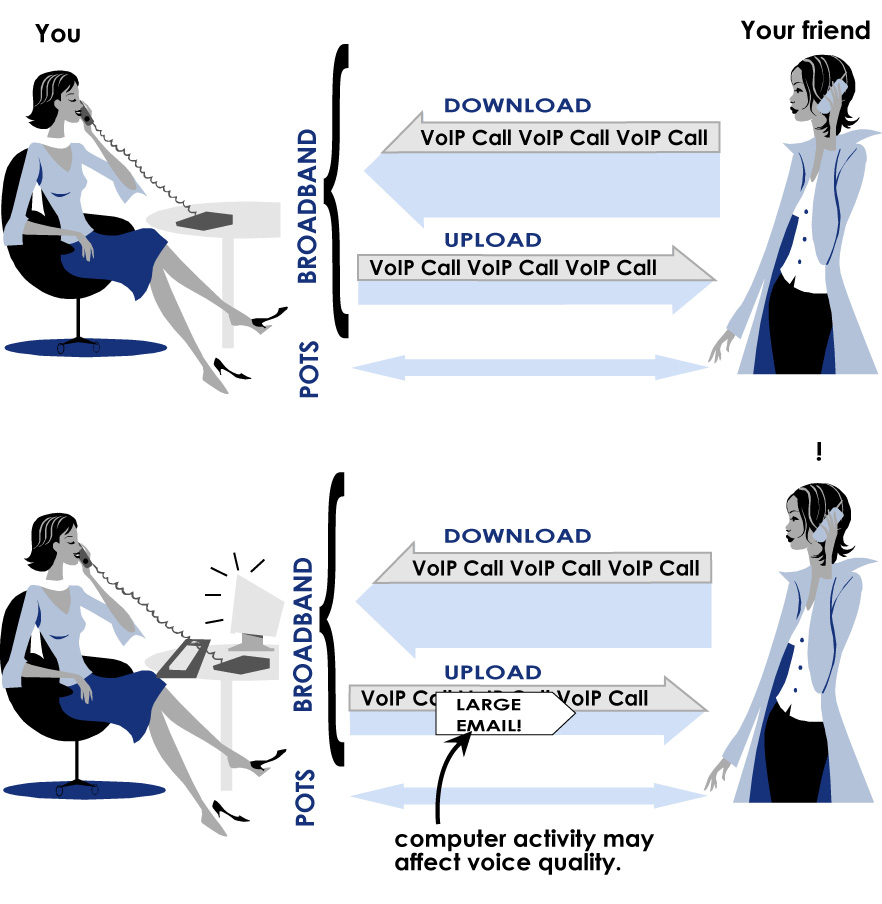 You
Your friend
DOWNLOAD
VoIP Call VoIP Call VoIP Call
BROADBAND
UPLOAD
VoIP Call VoIP Call VoIP Call
POTS
!
DOWNLOAD
VoIP Call VoIP Call VoIP Call
BROADBAND
UPLOAD
VoIP Call VoIP Call VoIP Call
LARGE
EMAIL!
POTS
computer activity may
affect voice quality.